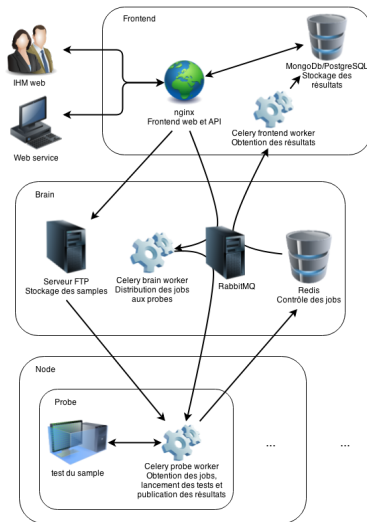 Frontend
IHM web
Web service
nginx
Frontend web et API
MongoDb/PostgreSQL
Stockage des
résultats
Celery frontend worker
Obtention des résultats
Brain
Serveur FTP
Stockage des samples
Celery brain worker
Distribution des jobs
aux probes
RabbitMQ
Redis
Contrôle des jobs
Node
Probe
test du sample
Celery probe worker
Obtention des jobs,
lancement des tests et
publication des résultats
...
...